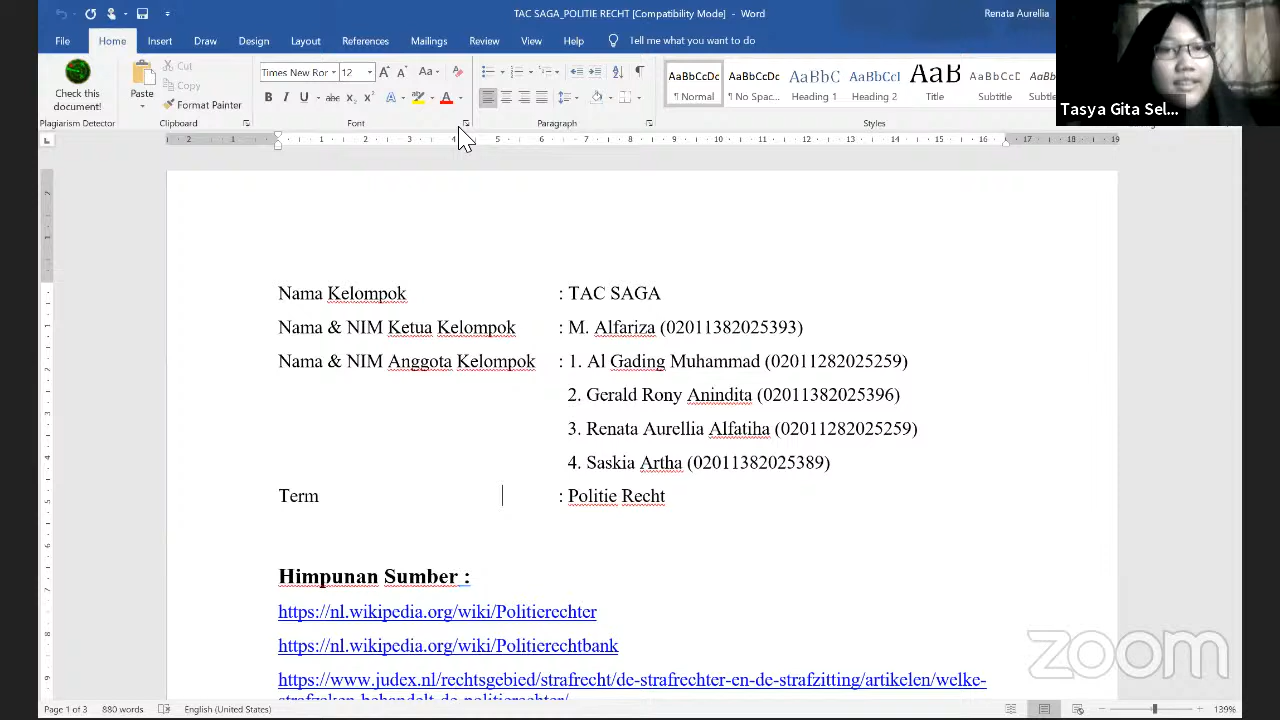 TAC SAGA_POLITIE RECHT [Compatibility Mode] - Word
Renata Aurellia
File Home Insert Draw Design Layout References Mailings Review View Help Tell me what you want to do
Check this document!
Plagiarism Detector
Paste
Cut
Copy
Format Painter
Clipboard
Times New Ror 12
Font
Paragraph
AaBbCcDc AaBbCcDc AaBbC AaBbCcI AaB AaBbCcD
¶ Normal ¶ No Spac... Heading 1 Heading 2 Title Subtitle
Styles
Tasya Gita Sel...
Nama Kelompok : TAC SAGA
Nama & NIM Ketua Kelompok : M. Alfariza (02011382025393)
Nama & NIM Anggota Kelompok : 1. Al Gading Muhammad (02011282025259)
2. Gerald Rony Anindita (02011382025396)
3. Renata Aurellia Alfatiha (02011282025259)
4. Saskia Artha (02011382025389)
Term : Politie Recht
Himpunan Sumber :
https://nl.wikipedia.org/wiki/Politierechter
https://nl.wikipedia.org/wiki/Politierechtbank
https://www.judex.nl/rechtsgebied/strafrecht/de-strafrechter-en-de-strafzitting/artikelen/welke-
strafzaken-behandelt-de-politierechter/
zoom
Page 1 of 3 880 words English (United States) 139%